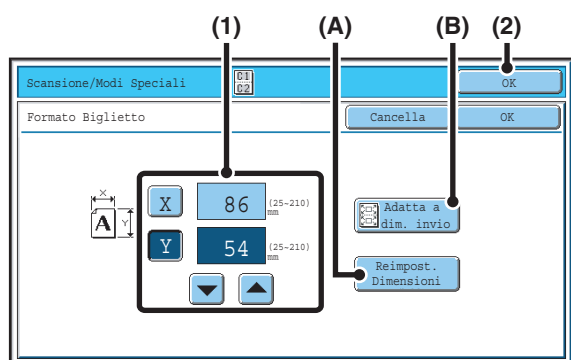 (1) (A) (B) (2)
Scansione/Modi Speciali C1 C2 OK
Formato Biglietto Cancella OK
X 86 (25~210) mm
A Y
Y 54 (25~210) mm
Adatta a
dim. invio
Reimpost.
Dimensioni